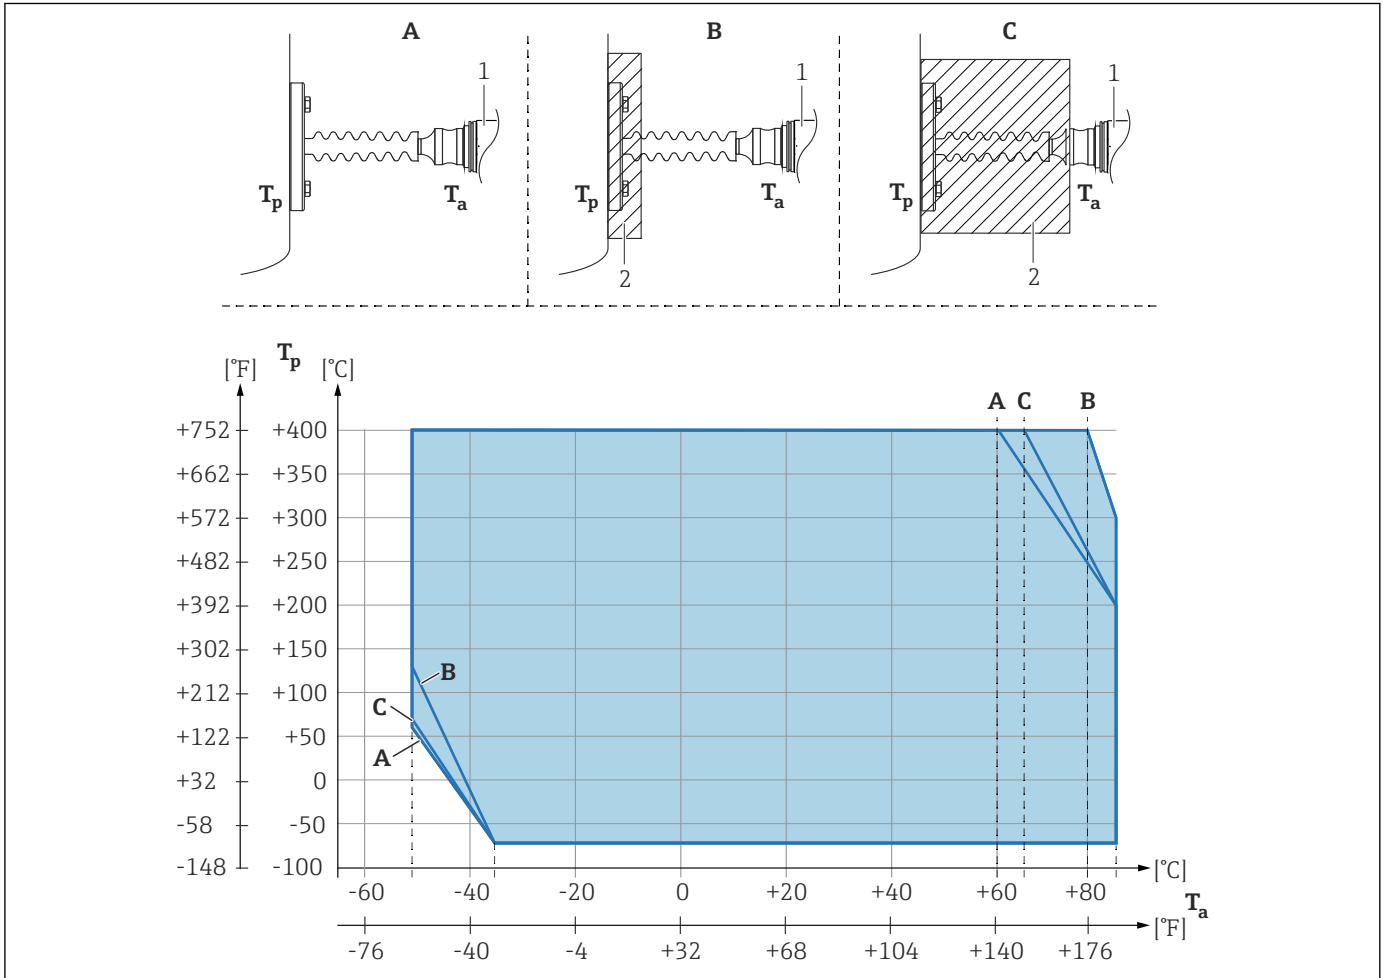 A B C
1 1 1
Tp Ta Tp Ta Tp Ta
2 2
Tp
[°F] [°C]
A C B
+752 +400
+662 +350
+572 +300
+482 +250
+392 +200
+302 +150
B
+212 +100
C
+122 +50
A
+32 0
-58 -50
-148 -100
[°C]
-60 -40 -20 0 +20 +40 +60 +80
Ta
[°F]
-76 -40 -4 +32 +68 +104 +140 +176